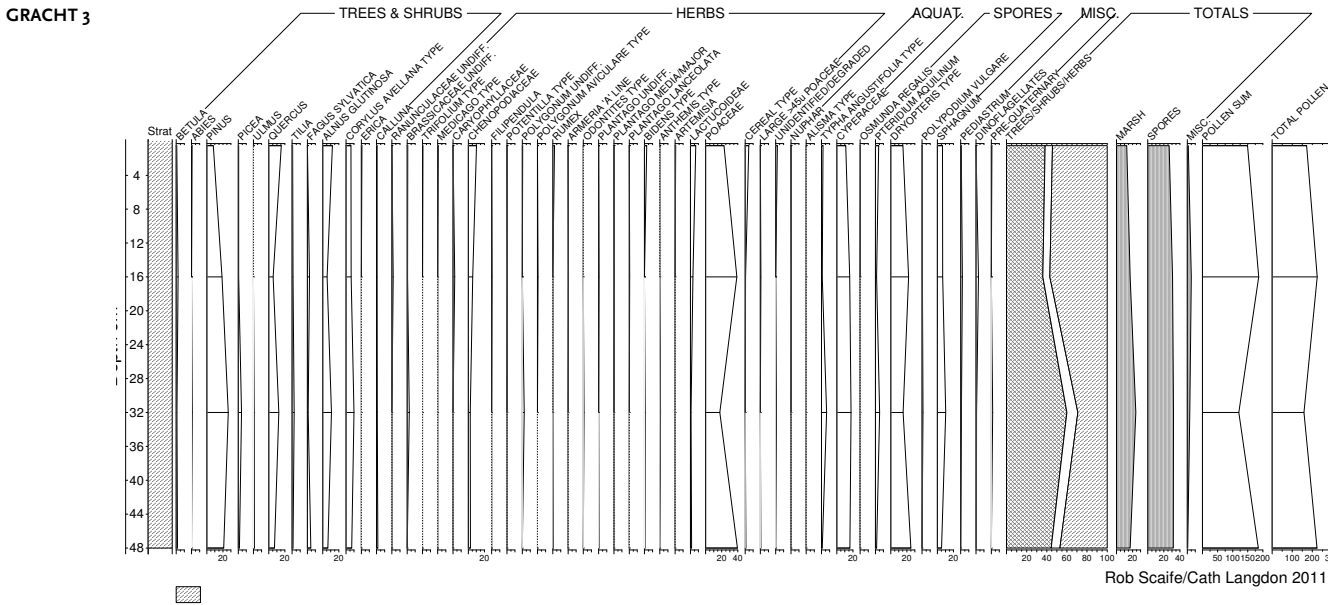 GRACHT 3
TREES & SHRUBS
HERBS
AQUAT.
SPORES
MISC.
TOTALS
Strat
BETULA
ABIES
PINUS
PICEA
ULMUS
QUERCUS
TILIA
FAGUS SYLVATICA
ALNUS GLUTINOSA
CORYLUS AVELLANA TYPE
ERICA
CALLUNA
RANUNCULACEAE UNDIFF.
BRASSICACEAE UNDIFF.
TRIFOLIUM TYPE
MEDICAGO TYPE
CARYOPHYLLACEAE
CHENOPODACEAE
FILIPENDULA
POTENTILLA TYPE
POLYGONUM UNDIFF.
POLYGONUM AVICULARE TYPE
RUMEX
ARMERIA 'A' LINE
ODONTITES TYPE
PLANTAGO UNDIFF.
PLANTAGO MEDIA/MAJOR
PLANTAGO LANCEOLATA
BIDENS TYPE
ANTHEMIS TYPE
ARTEMISIA
LACTUCOIDEAE
POACEAE
CEREAL TYPE
LARGE >45u POACEAE
UNIDENTIFIED/DEGRADED
NUPHAR
ALISMA TYPE
TYPHA ANGUSTIFOLIA TYPE
CYPERACEAE
OSMUNDA REGALIS
PTERIDIUM AQUILINUM
DRYOPTERIS TYPE
POLYPODIUM VULGARE
SPHAGNUM
PEDIASTRUM
DINOFLAGELLATES
PRE-QUATERNARY
TREES/SHRUBS/HERBS
MARSH
SPORES
MISC.
POLLEN SUM
TOTAL POLLEN
4
8
12
16
20
24
28
32
36
40
44
48
20 20 20 20 20 20 40 20 20 20 20 40 60 80 100 20 20 40 50 100 150 200 100 200
Rob Scaife/Cath Langdon 2011